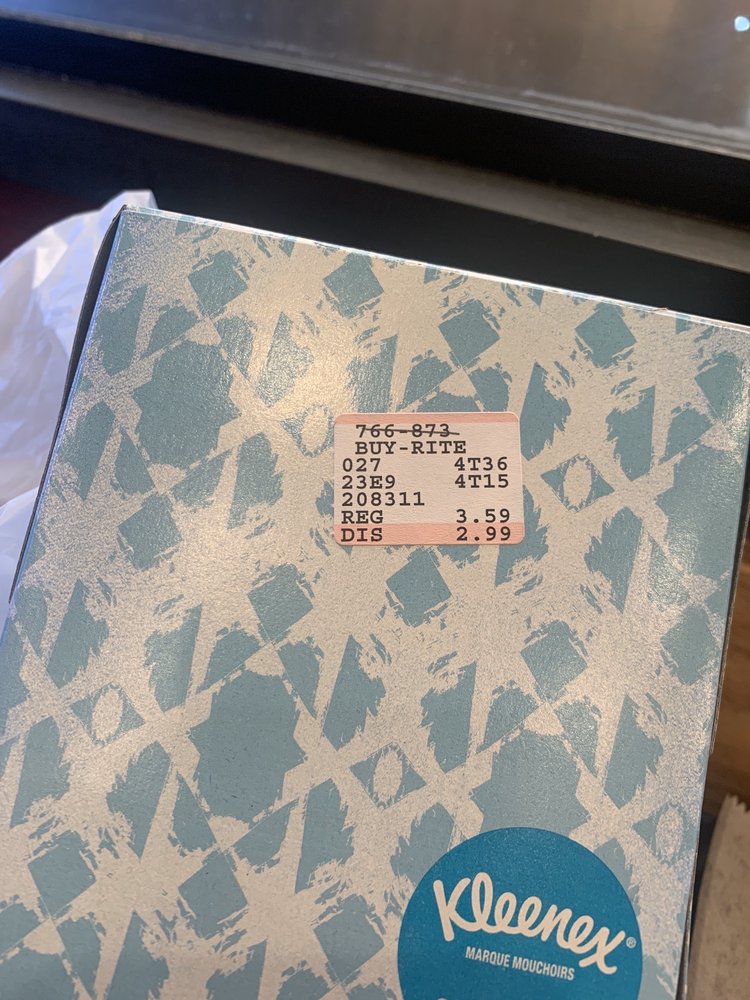 766-873
BUY-RITE
027 4T36
23E9 4T15
208311
REG 3.59
DIS 2.99
Kleenex®
MARQUE MOUCHOIRS